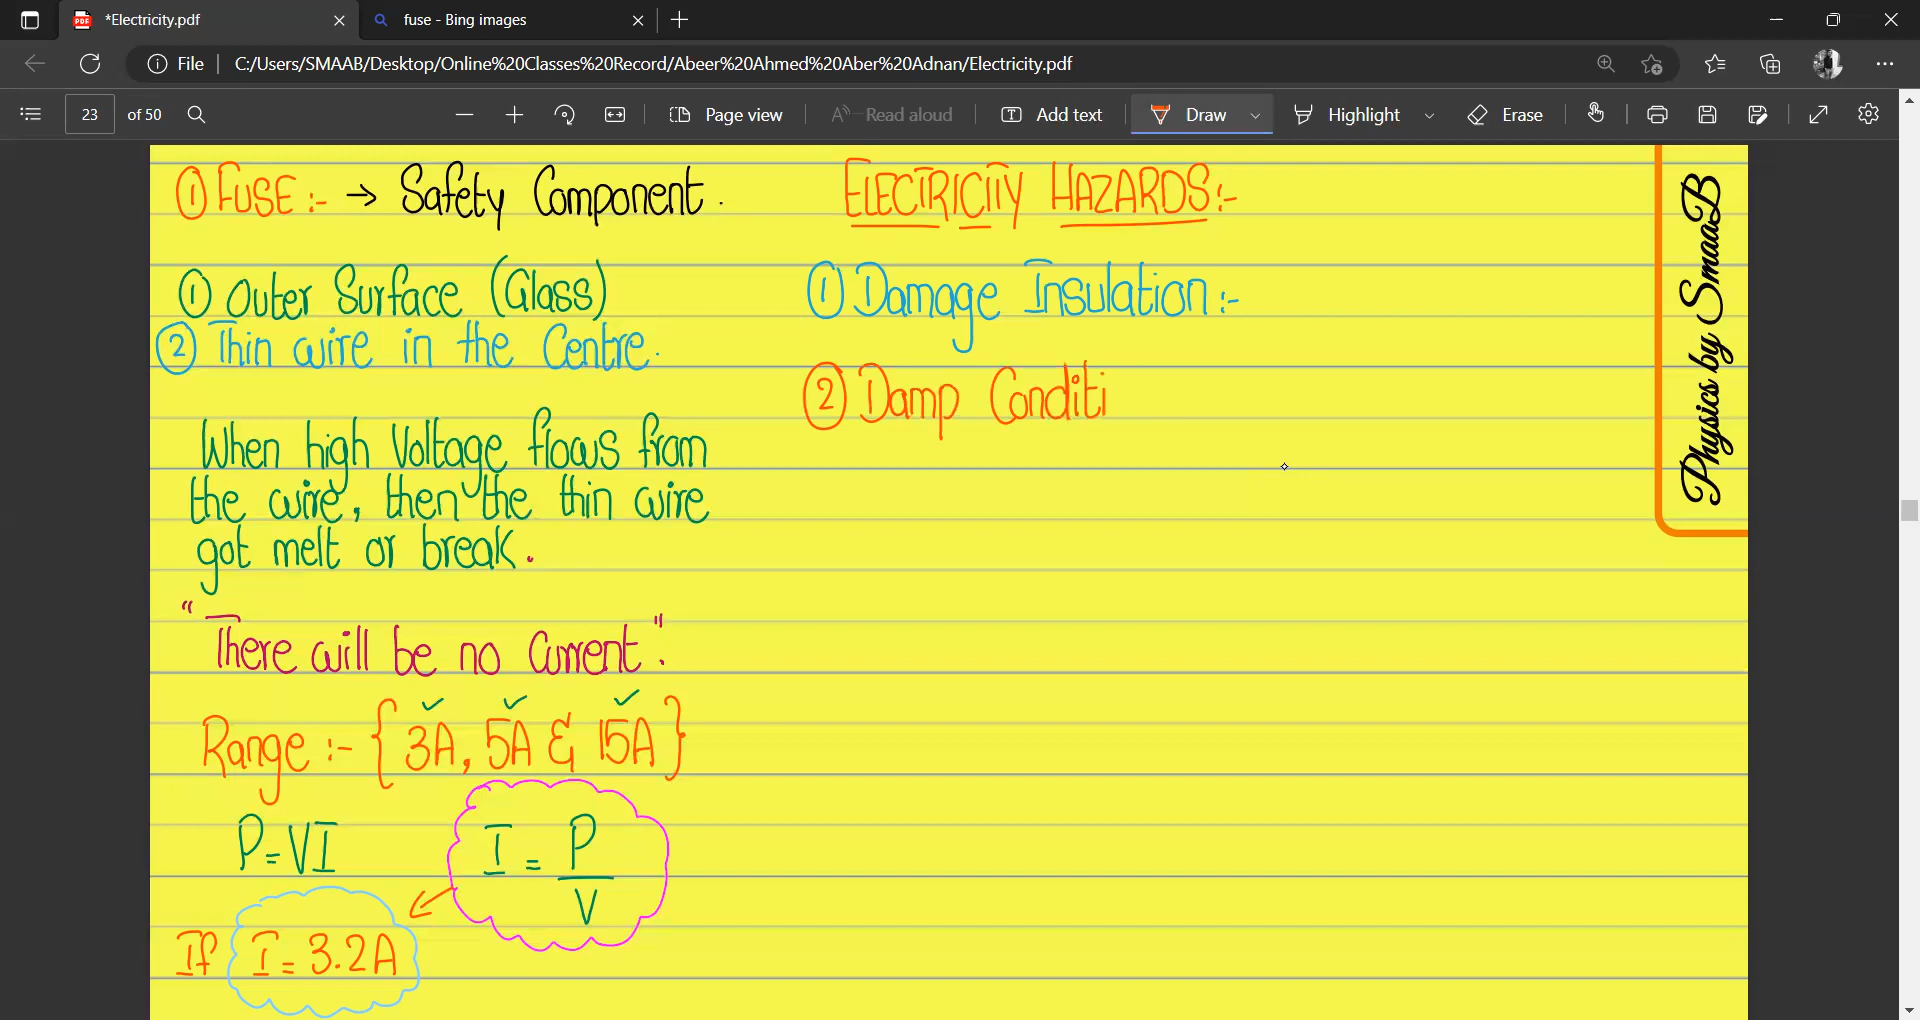 *Electricity.pdf
fuse - Bing images
File
C:/Users/SMAAB/Desktop/Online%20Classes%20Record/Abeer%20Ahmed%20Aber%20Adnan/Electricity.pdf
23 of 50
Page view
Read aloud
Add text
Draw
Highlight
Erase
① FUSE :- → Safety Component.
① Outer Surface (Glass)
② Thin wire in the Centre.
When high Voltage flows from
the wire, then the thin wire
got melt or break.
"There will be no Current".
Range :- { 3A, 5A & 15A }
P=VI
I = P/V
If I = 3.2A
ELECTRICITY HAZARDS :-
① Damage Insulation :-
② Damp Conditi
Physics by SmaaB